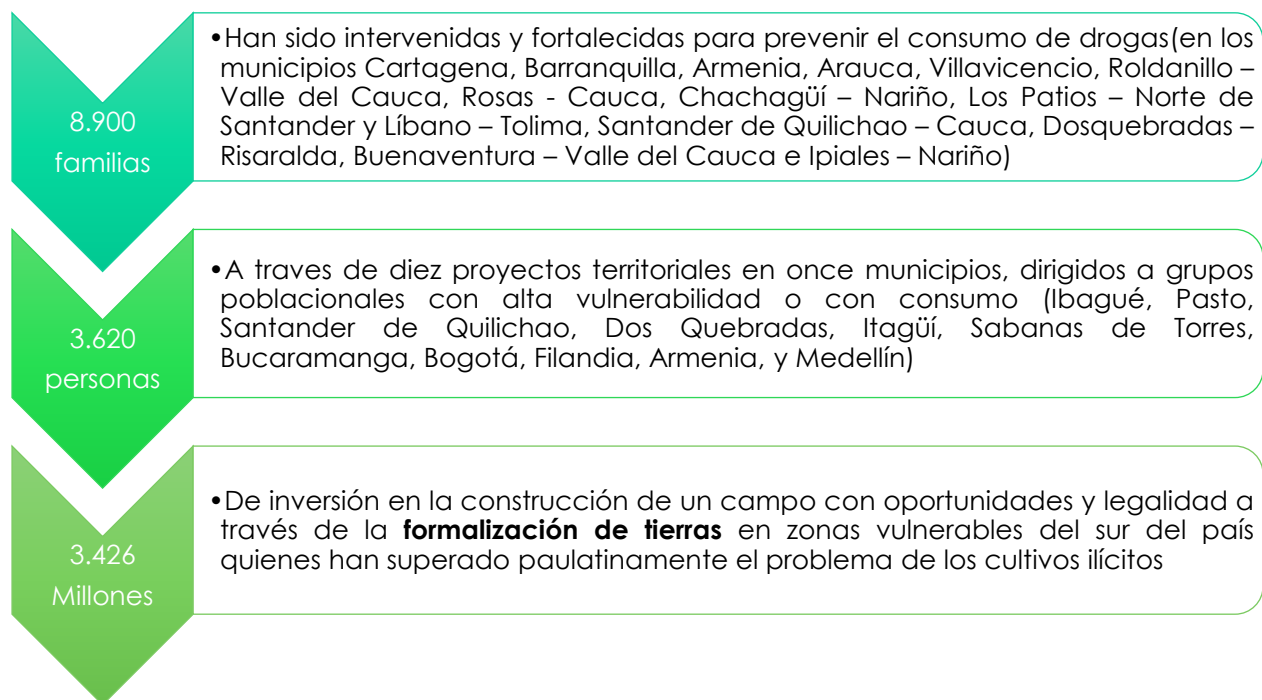 8.900
familias
•Han sido intervenidas y fortalecidas para prevenir el consumo de drogas(en los
municipios Cartagena, Barranquilla, Armenia, Arauca, Villavicencio, Roldanillo –
Valle del Cauca, Rosas - Cauca, Chachagüí – Nariño, Los Patios – Norte de
Santander y Líbano – Tolima, Santander de Quilichao – Cauca, Dosquebradas –
Risaralda, Buenaventura – Valle del Cauca e Ipiales – Nariño)
3.620
personas
•A traves de diez proyectos territoriales en once municipios, dirigidos a grupos
poblacionales con alta vulnerabilidad o con consumo (Ibagué, Pasto,
Santander de Quilichao, Dos Quebradas, Itagüí, Sabanas de Torres,
Bucaramanga, Bogotá, Filandia, Armenia, y Medellín)
3.426
Millones
•De inversión en la construcción de un campo con oportunidades y legalidad a
través de la formalización de tierras en zonas vulnerables del sur del país
quienes han superado paulatinamente el problema de los cultivos ilícitos